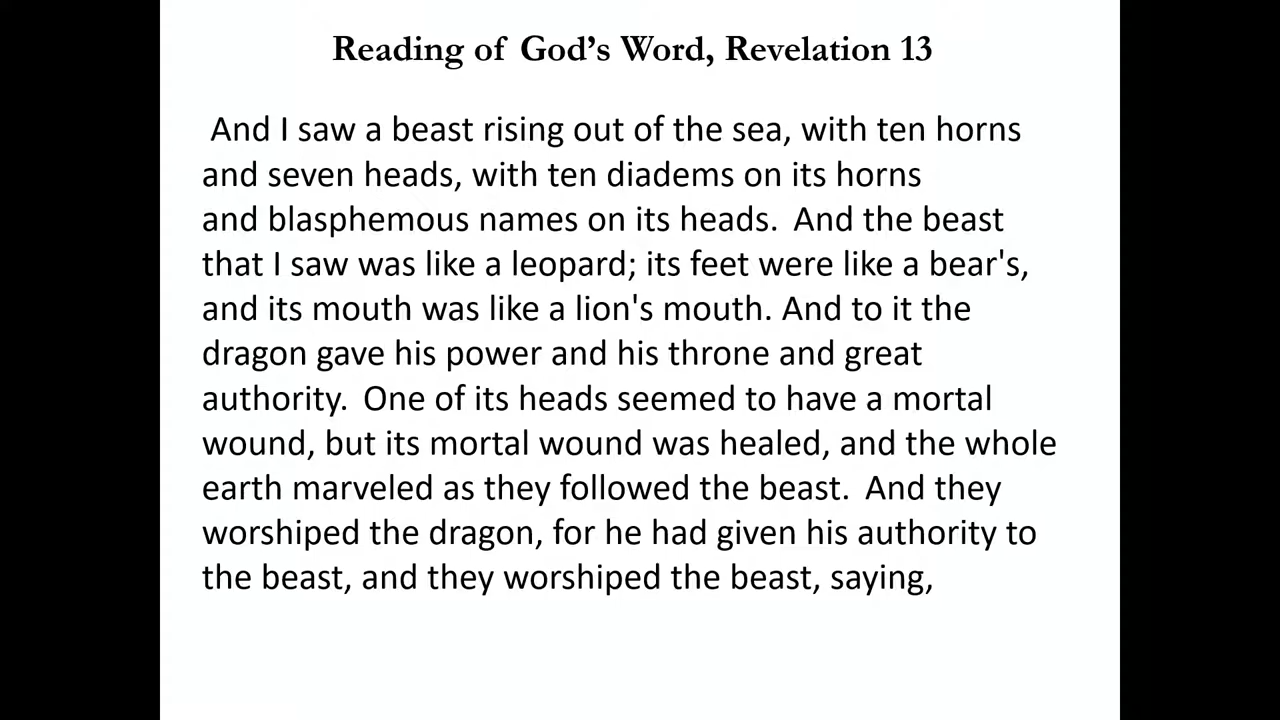 Reading of God’s Word, Revelation 13
And I saw a beast rising out of the sea, with ten horns
and seven heads, with ten diadems on its horns
and blasphemous names on its heads.  And the beast
that I saw was like a leopard; its feet were like a bear's,
and its mouth was like a lion's mouth. And to it the
dragon gave his power and his throne and great
authority.  One of its heads seemed to have a mortal
wound, but its mortal wound was healed, and the whole
earth marveled as they followed the beast.  And they
worshiped the dragon, for he had given his authority to
the beast, and they worshiped the beast, saying,